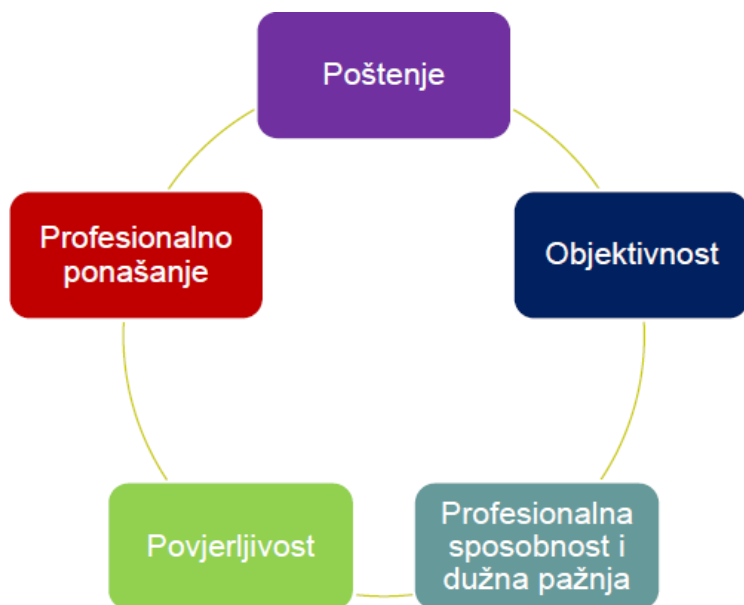 Poštenje
Objektivnost
Profesionalna
sposobnost i
dužna pažnja
Povjerljivost
Profesionalno
ponašanje